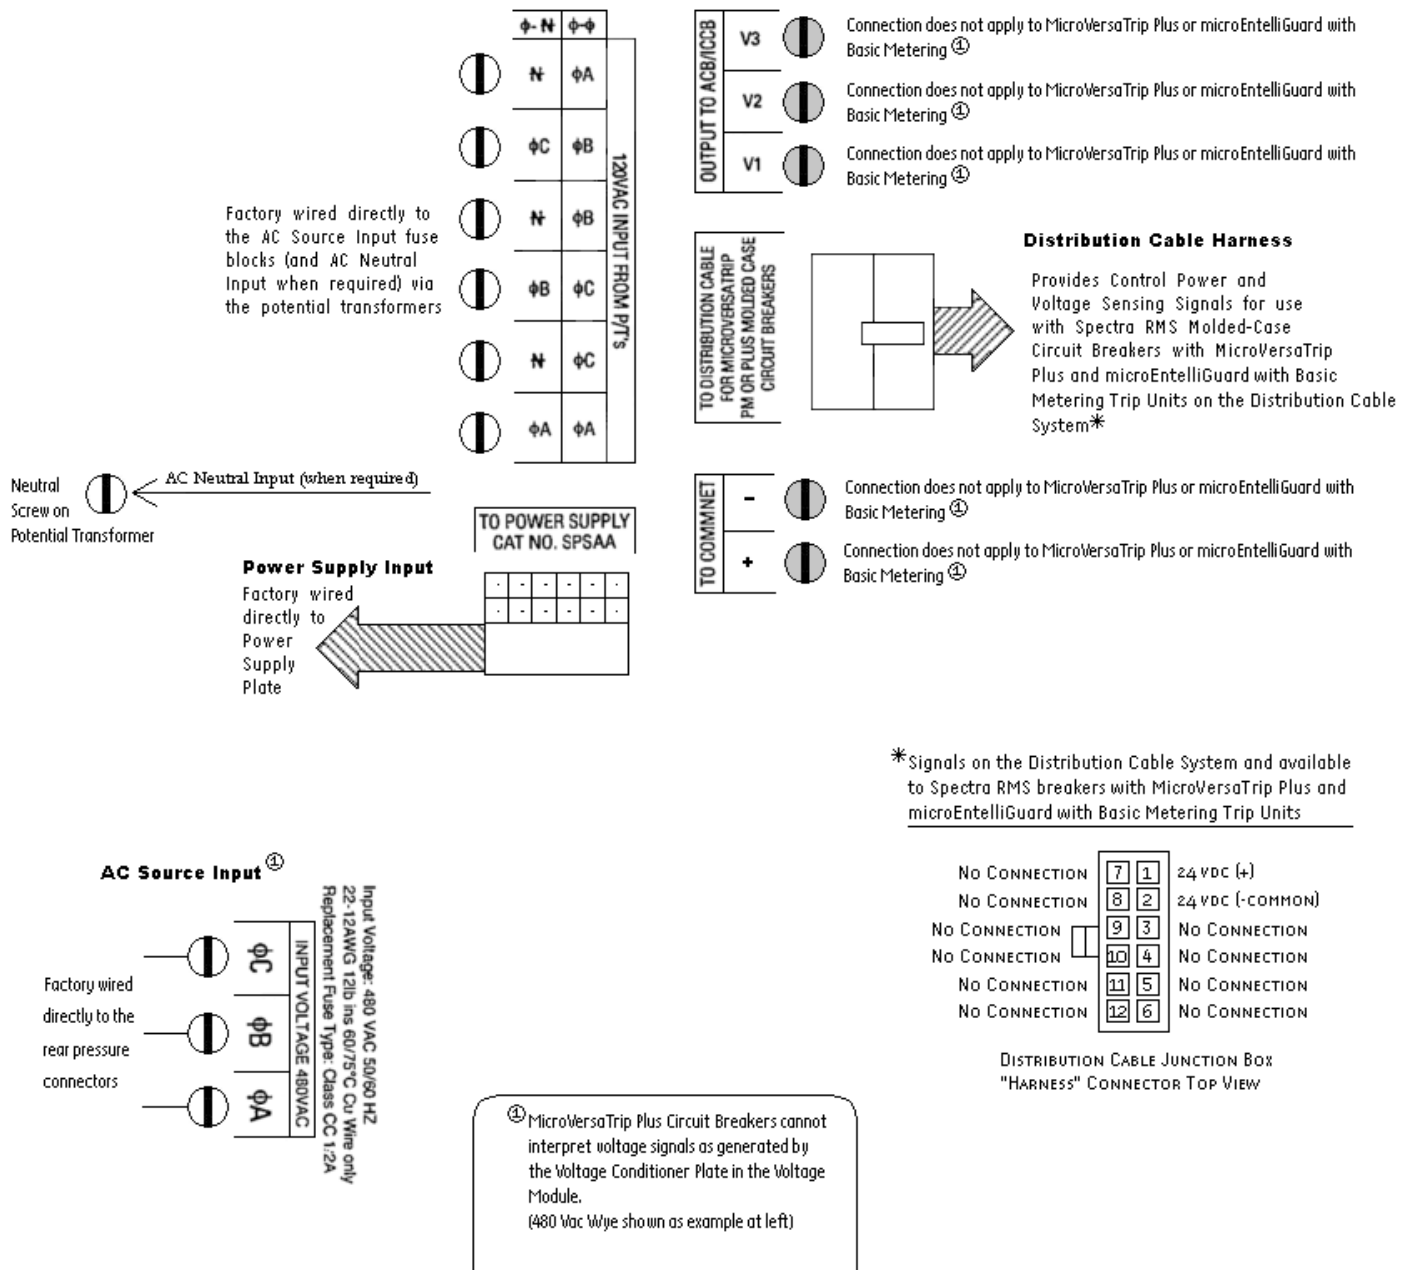 ϕ-N ϕ-ϕ
N ϕA
ϕC ϕB
N ϕB
ϕB ϕC
N ϕC
ϕA ϕA
120VAC INPUT FROM P/T's
Factory wired directly to
the AC Source Input fuse
blocks (and AC Neutral
Input when required) via
the potential transformers
Neutral
Screw on
Potential Transformer
AC Neutral Input (when required)
TO POWER SUPPLY
CAT NO. SPSAA
Power Supply Input
Factory wired
directly to
Power
Supply
Plate
OUTPUT TO ACB/ICCB
V3
Connection does not apply to MicroVersaTrip Plus or microEntelliGuard with
Basic Metering ①
V2
Connection does not apply to MicroVersaTrip Plus or microEntelliGuard with
Basic Metering ①
V1
Connection does not apply to MicroVersaTrip Plus or microEntelliGuard with
Basic Metering ①
TO DISTRIBUTION CABLE
FOR MICROVERSATRIP
PM OR PLUS MOLDED CASE
CIRCUIT BREAKERS
Distribution Cable Harness
Provides Control Power and
Voltage Sensing Signals for use
with Spectra RMS Molded-Case
Circuit Breakers with MicroVersaTrip
Plus and microEntelliGuard with Basic
Metering Trip Units on the Distribution Cable
System*
TO COMMNET
-
Connection does not apply to MicroVersaTrip Plus or microEntelliGuard with
Basic Metering ①
+
Connection does not apply to MicroVersaTrip Plus or microEntelliGuard with
Basic Metering ①
*Signals on the Distribution Cable System and available
to Spectra RMS breakers with MicroVersaTrip Plus and
microEntelliGuard with Basic Metering Trip Units
No Connection 7 1 24 VDC (+)
No Connection 8 2 24 VDC (-COMMON)
No Connection 9 3 No Connection
No Connection 10 4 No Connection
No Connection 11 5 No Connection
No Connection 12 6 No Connection
Distribution Cable Junction Box
"Harness" Connector Top View
AC Source Input ①
Factory wired
directly to the
rear pressure
connectors
ϕC
ϕB
ϕA
INPUT VOLTAGE 480VAC
Input Voltage: 480 VAC 50/60 HZ
22-12AWG 12lb ins 60/75°C Cu Wire only
Replacement Fuse Type: Class CC 1/2A
① MicroVersaTrip Plus Circuit Breakers cannot
interpret voltage signals as generated by
the Voltage Conditioner Plate in the Voltage
Module.
(480 Vac Wye shown as example at left)